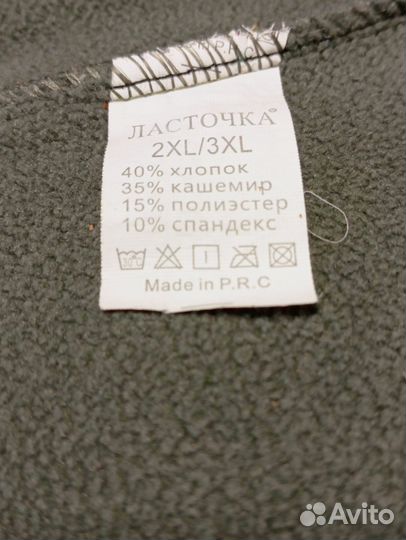 P.R.C
ЛАСТОЧКА®
2XL/3XL
40% хлопок
35% кашемир
15% полиэстер
10% спандекс
Made in P.R.C
Avito